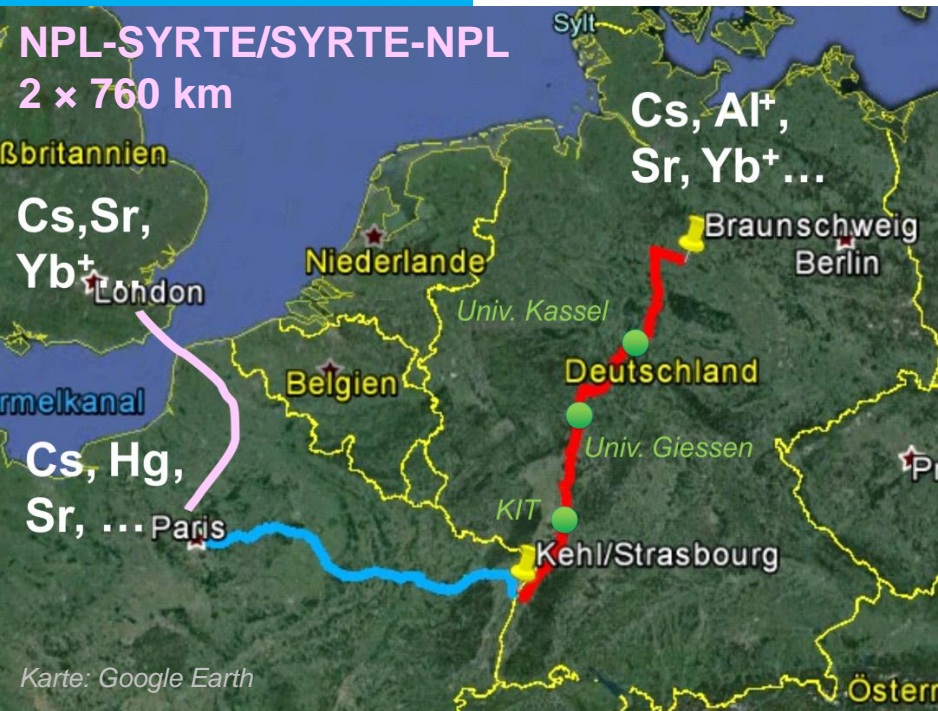 NPL-SYRTE/SYRTE-NPL
2 × 760 km
Sylt
Cs, Al⁺,
Sr, Yb⁺...
ßbritannien
Cs,Sr,
Yb⁺...
London
Niederlande
Braunschweig
Berlin
Univ. Kassel
Deutschland
Belgien
rmelkanal
Univ. Giessen
Cs, Hg,
Sr, ...
Paris
KIT
Kehl/Strasbourg
Karte: Google Earth